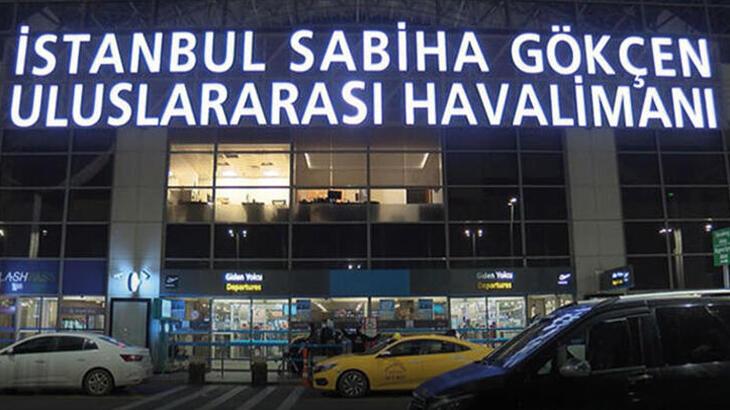 İSTANBUL SABİHA GÖKÇEN
ULUSLARARASI HAVALİMANI
Giden Yolcu
Departures
Giden Yolcu
Departures